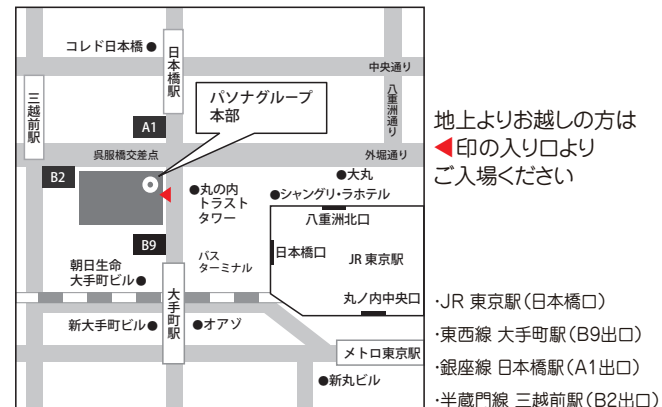 コレド日本橋
日本橋駅
中央通り
三越前駅
パソナグループ
本部
八重洲通り
A1
呉服橋交差点
外堀通り
B2
大丸
丸の内
トラスト
タワー
シャングリ・ラホテル
八重洲北口
B9
バス
ターミナル
日本橋口
JR 東京駅
朝日生命
大手町ビル
大手町駅
丸ノ内中央口
新大手町ビル
オアゾ
メトロ東京駅
新丸ビル
地上よりお越しの方は
◀印の入り口より
ご入場ください
・JR 東京駅(日本橋口)
・東西線 大手町駅(B9出口)
・銀座線 日本橋駅(A1出口)
・半蔵門線 三越前駅(B2出口)